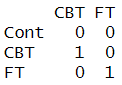 CBT FT
Cont 0 0
CBT 1 0
FT 0 1